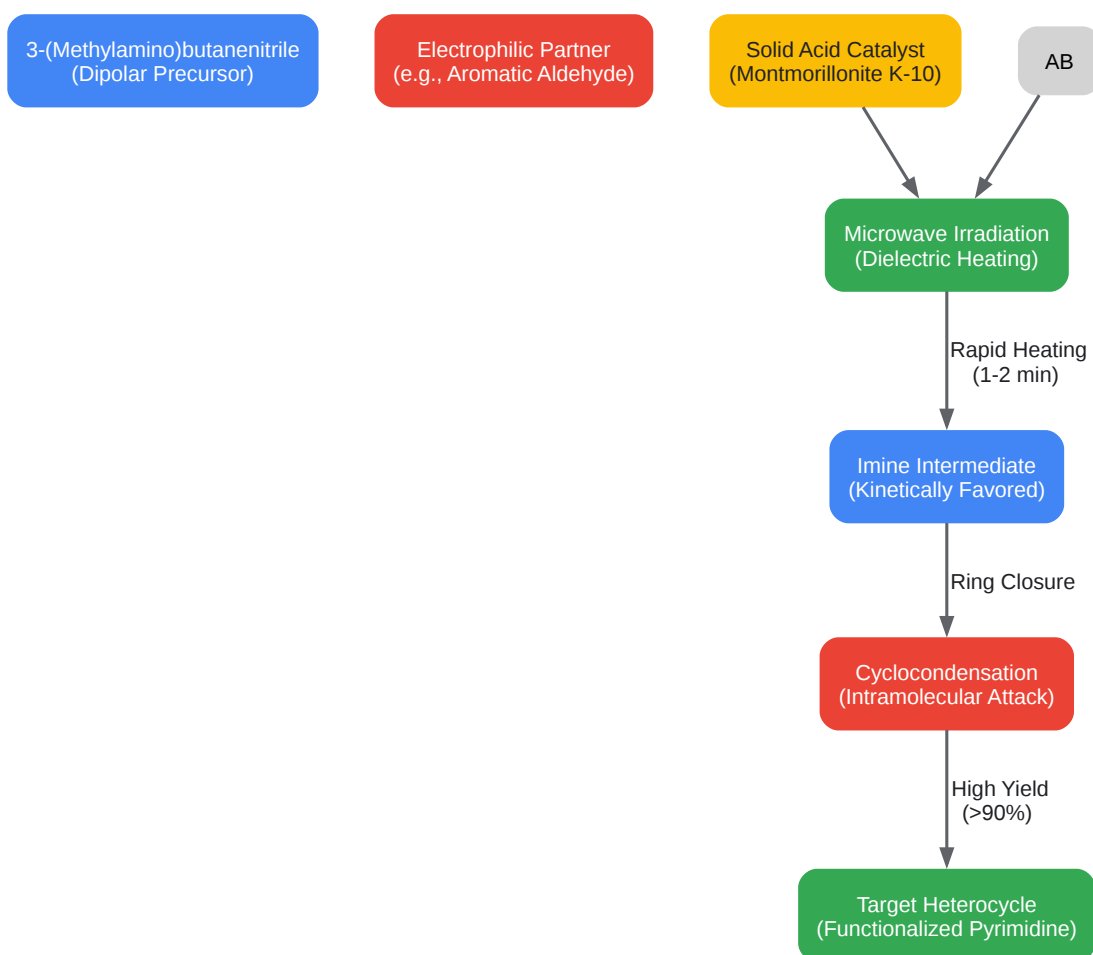 3-(Methylamino)butanenitrile
(Dipolar Precursor)
Electrophilic Partner
(e.g., Aromatic Aldehyde)
Solid Acid Catalyst
(Montmorillonite K-10)
AB
Microwave Irradiation
(Dielectric Heating)
Rapid Heating
(1-2 min)
Imine Intermediate
(Kinetically Favored)
Ring Closure
Cyclocondensation
(Intramolecular Attack)
High Yield
(>90%)
Target Heterocycle
(Functionalized Pyrimidine)